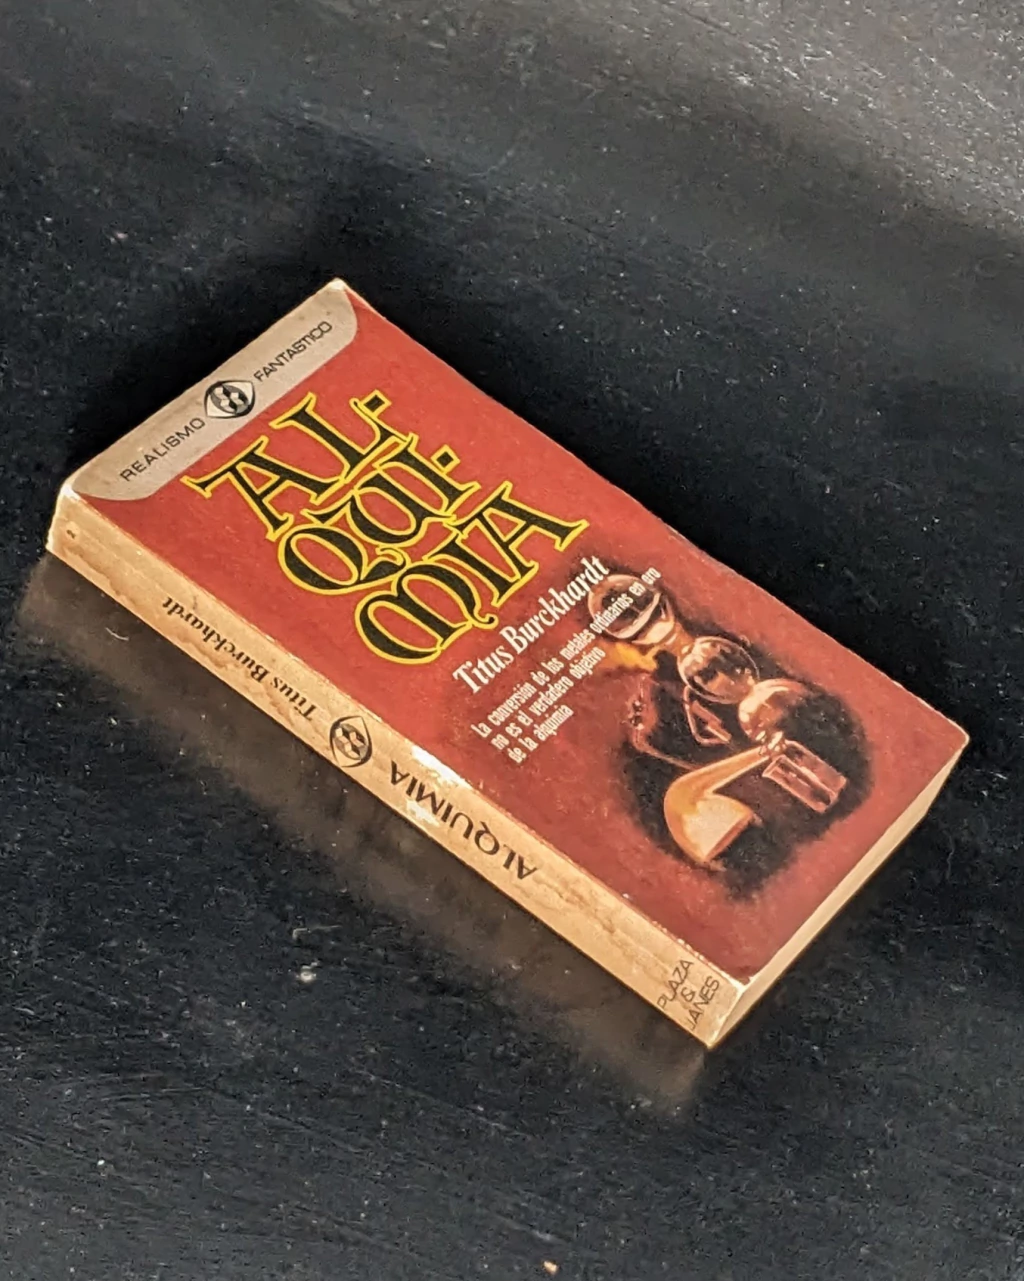 REALISMO FANTASTICO
AL-
QUI-
MIA
Titus Burckhardt
La conversión de los metales ordinarios en oro
no es el verdadero objetivo
de la alquimia
Titus Burckhardt
ALQUIMIA
PLAZA
&
JANES